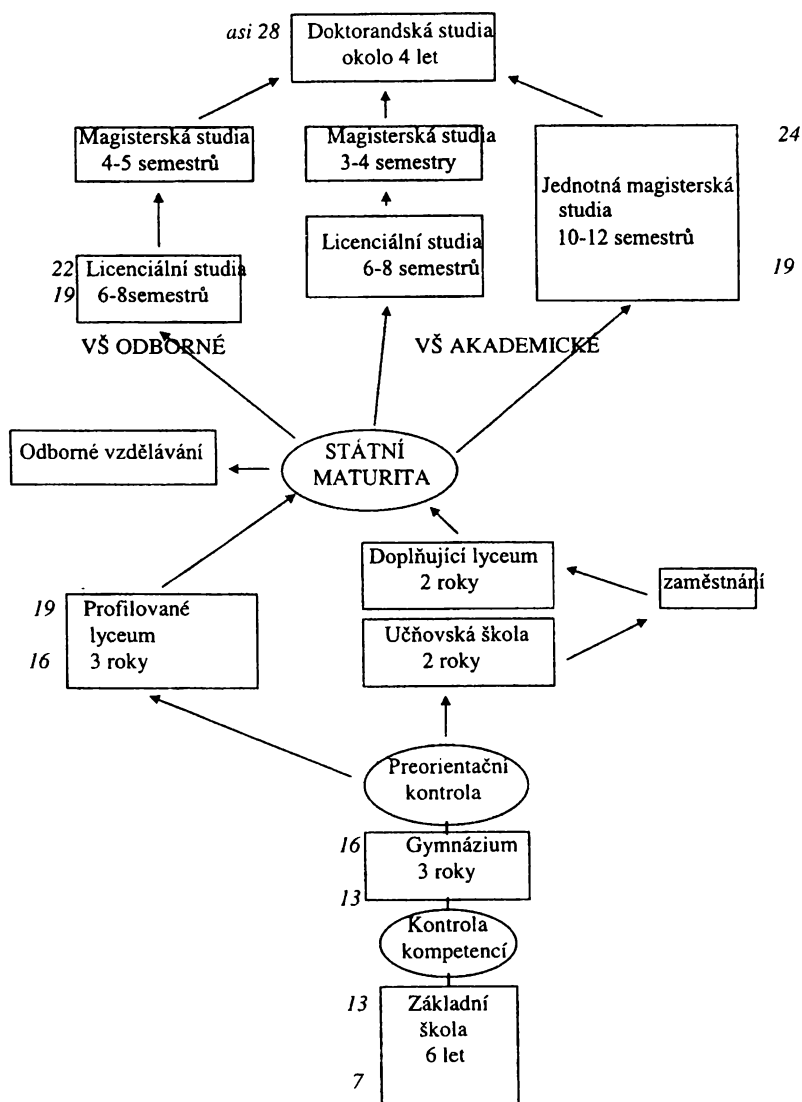 asi 28
Doktorandská studia
okolo 4 let
Magisterská studia
4-5 semestrů
Magisterská studia
3-4 semestry
24
Jednotná magisterská
studia
10-12 semestrů
19
Licenciální studia
6-8 semestrů
22
19
Licenciální studia
6-8semestrů
VŠ ODBORNÉ
VŠ AKADEMICKÉ
Odborné vzdělávání
STÁTNÍ
MATURITA
Doplňující lyceum
2 roky
zaměstnání
19
Profilované
lyceum
16
3 roky
Učňovská škola
2 roky
Preorientační
kontrola
16
Gymnázium
3 roky
13
Kontrola
kompetencí
13
Základní
škola
6 let
7